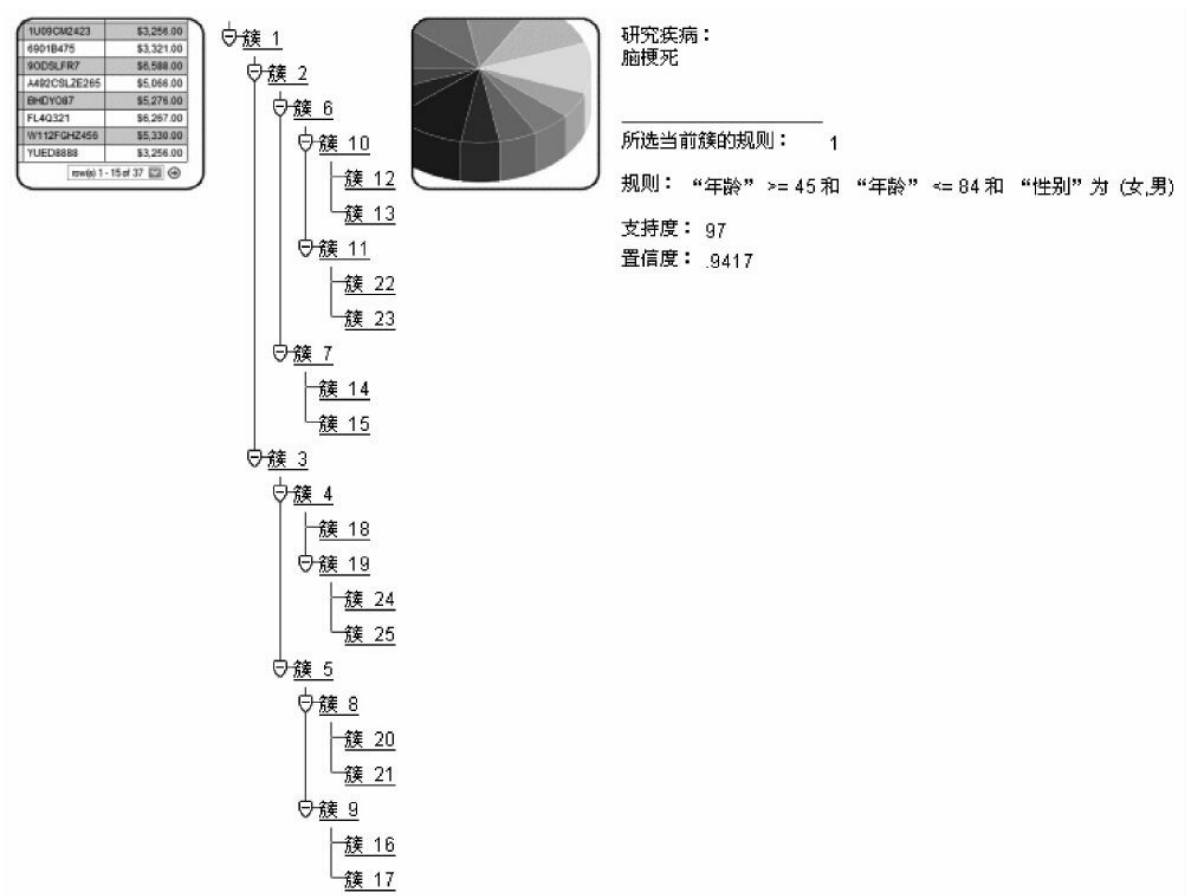 1U09CM2423 $3,256.00
6901B475 $3,321.00
9ODSLFR7 $6,588.00
A492CSLZE265 $5,066.00
BHDYO87 $5,276.00
FL4Q321 $6,267.00
W112FGHZ456 $5,330.00
YUED8888 $3,256.00
row(s) 1 - 15 of 37
簇 1
簇 2
簇 6
簇 10
簇 12
簇 13
簇 11
簇 22
簇 23
簇 7
簇 14
簇 15
簇 3
簇 4
簇 18
簇 19
簇 24
簇 25
簇 5
簇 8
簇 20
簇 21
簇 9
簇 16
簇 17
研究疾病：
脑梗死
所选当前簇的规则： 1
规则： “年龄” >= 45 和 “年龄” <= 84 和 “性别” 为 (女,男)
支持度： 97
置信度： .9417